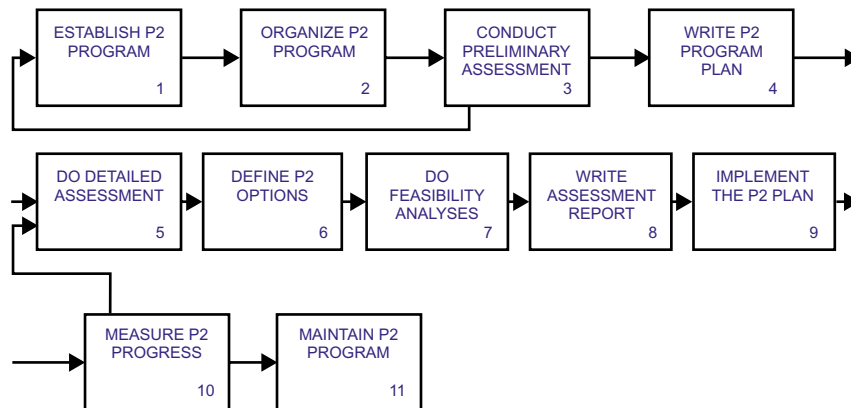 ESTABLISH P2
PROGRAM
1
ORGANIZE P2
PROGRAM
2
CONDUCT
PRELIMINARY
ASSESSMENT
3
WRITE P2
PROGRAM
PLAN
4
DO DETAILED
ASSESSMENT
5
DEFINE P2
OPTIONS
6
DO
FEASIBILITY
ANALYSES
7
WRITE
ASSESSMENT
REPORT
8
IMPLEMENT
THE P2 PLAN
9
MEASURE P2
PROGRESS
10
MAINTAIN P2
PROGRAM
11